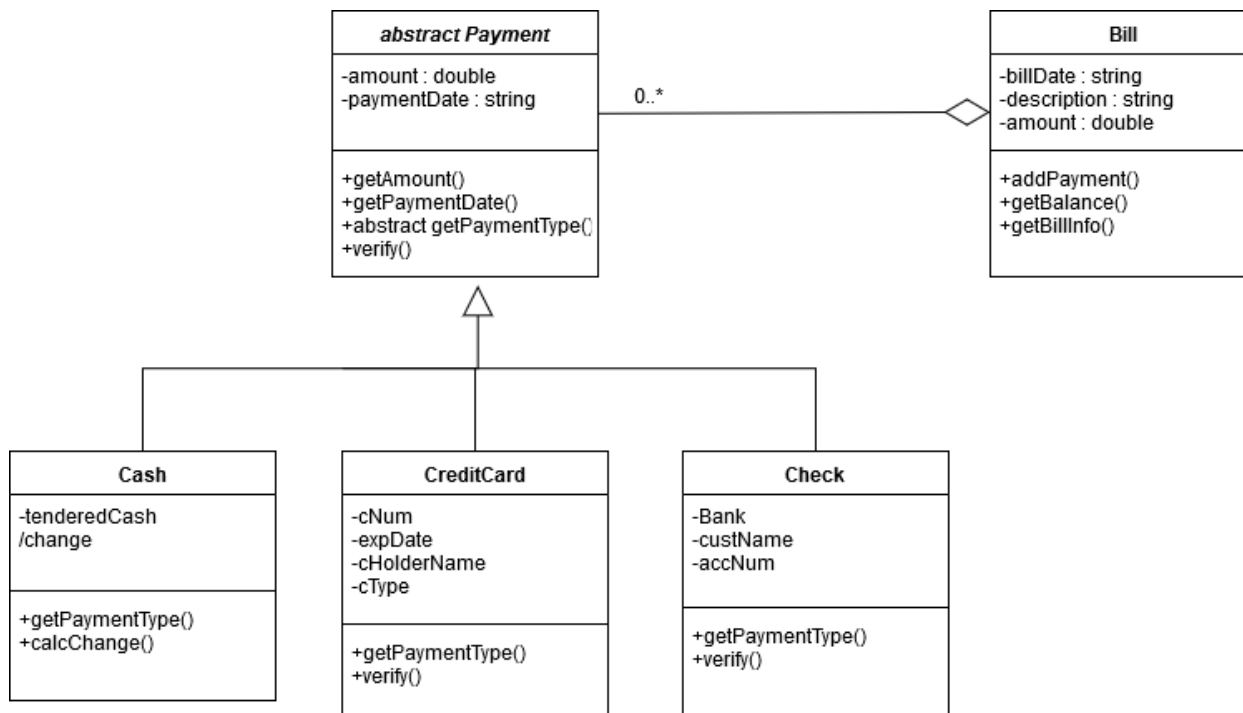 abstract Payment
-amount : double
-paymentDate : string
+getAmount()
+getPaymentDate()
+abstract getPaymentType()
+verify()
0..*
Bill
-billDate : string
-description : string
-amount : double
+addPayment()
+getBalance()
+getBillInfo()
Cash
-tenderedCash
/change
+getPaymentType()
+calcChange()
CreditCard
-cNum
-expDate
-cHolderName
-cType
+getPaymentType()
+verify()
Check
-Bank
-custName
-accNum
+getPaymentType()
+verify()